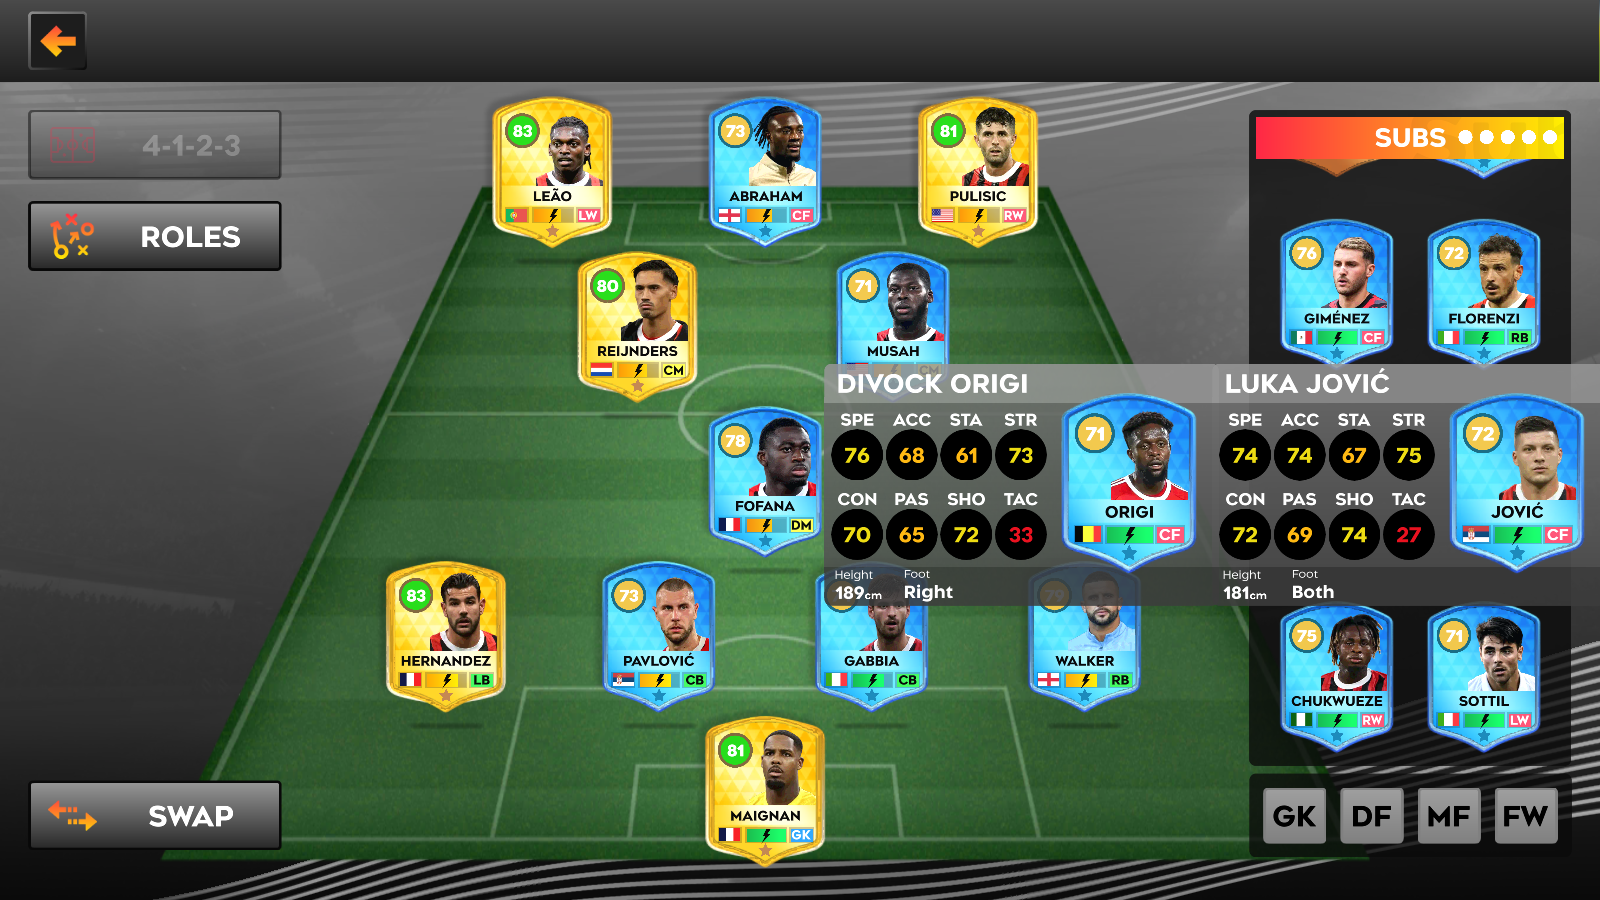 4-1-2-3
ROLES
SWAP
83
LEÃO
LW
73
ABRAHAM
CF
81
PULISIC
RW
80
REIJNDERS
CM
71
MUSAH
CM
78
FOFANA
DM
83
HERNANDEZ
LB
73
PAVLOVIĆ
CB
GABBIA
CB
79
WALKER
RB
81
MAIGNAN
GK
SUBS
76
GIMÉNEZ
CF
72
FLORENZI
RB
DIVOCK ORIGI
SPE ACC STA STR
76 68 61 73
CON PAS SHO TAC
70 65 72 33
Height Foot
189cm Right
71
ORIGI
CF
LUKA JOVIĆ
SPE ACC STA STR
74 74 67 75
CON PAS SHO TAC
72 69 74 27
Height Foot
181cm Both
72
JOVIĆ
CF
75
CHUKWUEZE
RW
71
SOTTIL
LW
GK DF MF FW